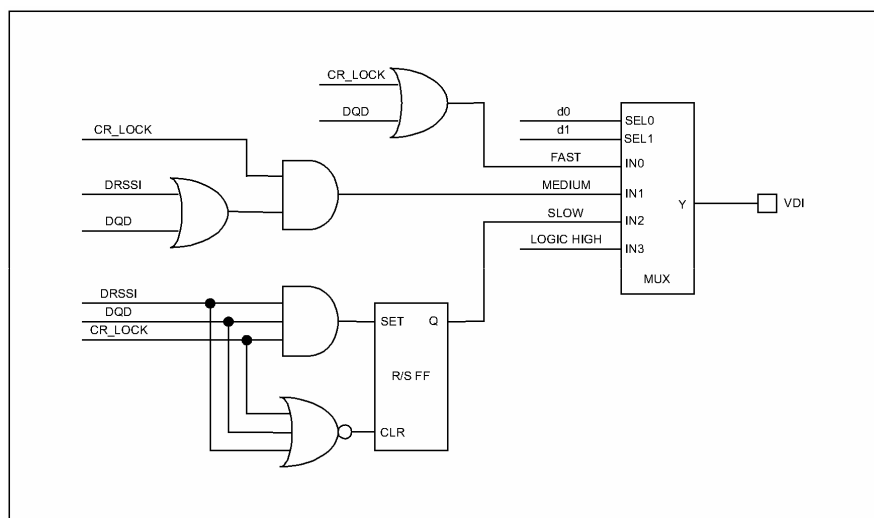 CR_LOCK
DQD
CR_LOCK
DRSSI
DQD
d0
d1
FAST
MEDIUM
SLOW
LOGIC HIGH
SEL0
SEL1
IN0
IN1
IN2
IN3
Y
MUX
VDI
DRSSI
DQD
CR_LOCK
SET
Q
R/S FF
CLR